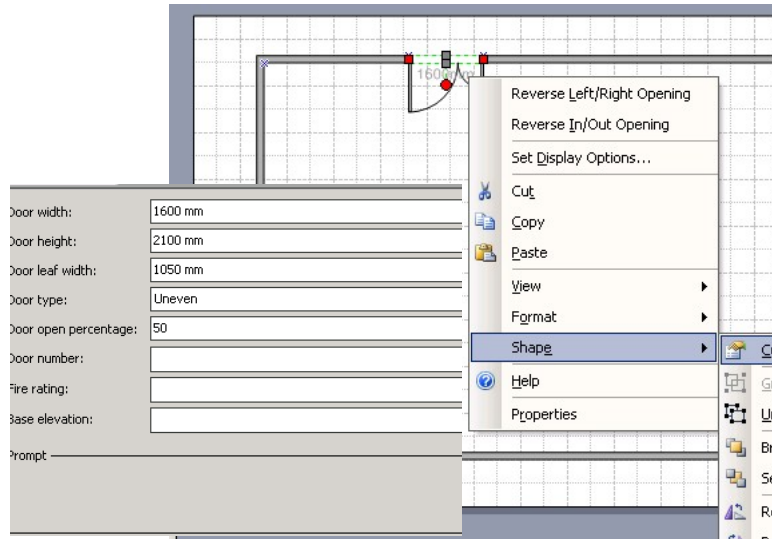 1600mm
Reverse Left/Right Opening
Reverse In/Out Opening
Set Display Options...
Cut
Copy
Paste
View
Format
Shape
Help
Properties
Door width: 1600 mm
Door height: 2100 mm
Door leaf width: 1050 mm
Door type: Uneven
Door open percentage: 50
Door number:
Fire rating:
Base elevation:
Prompt